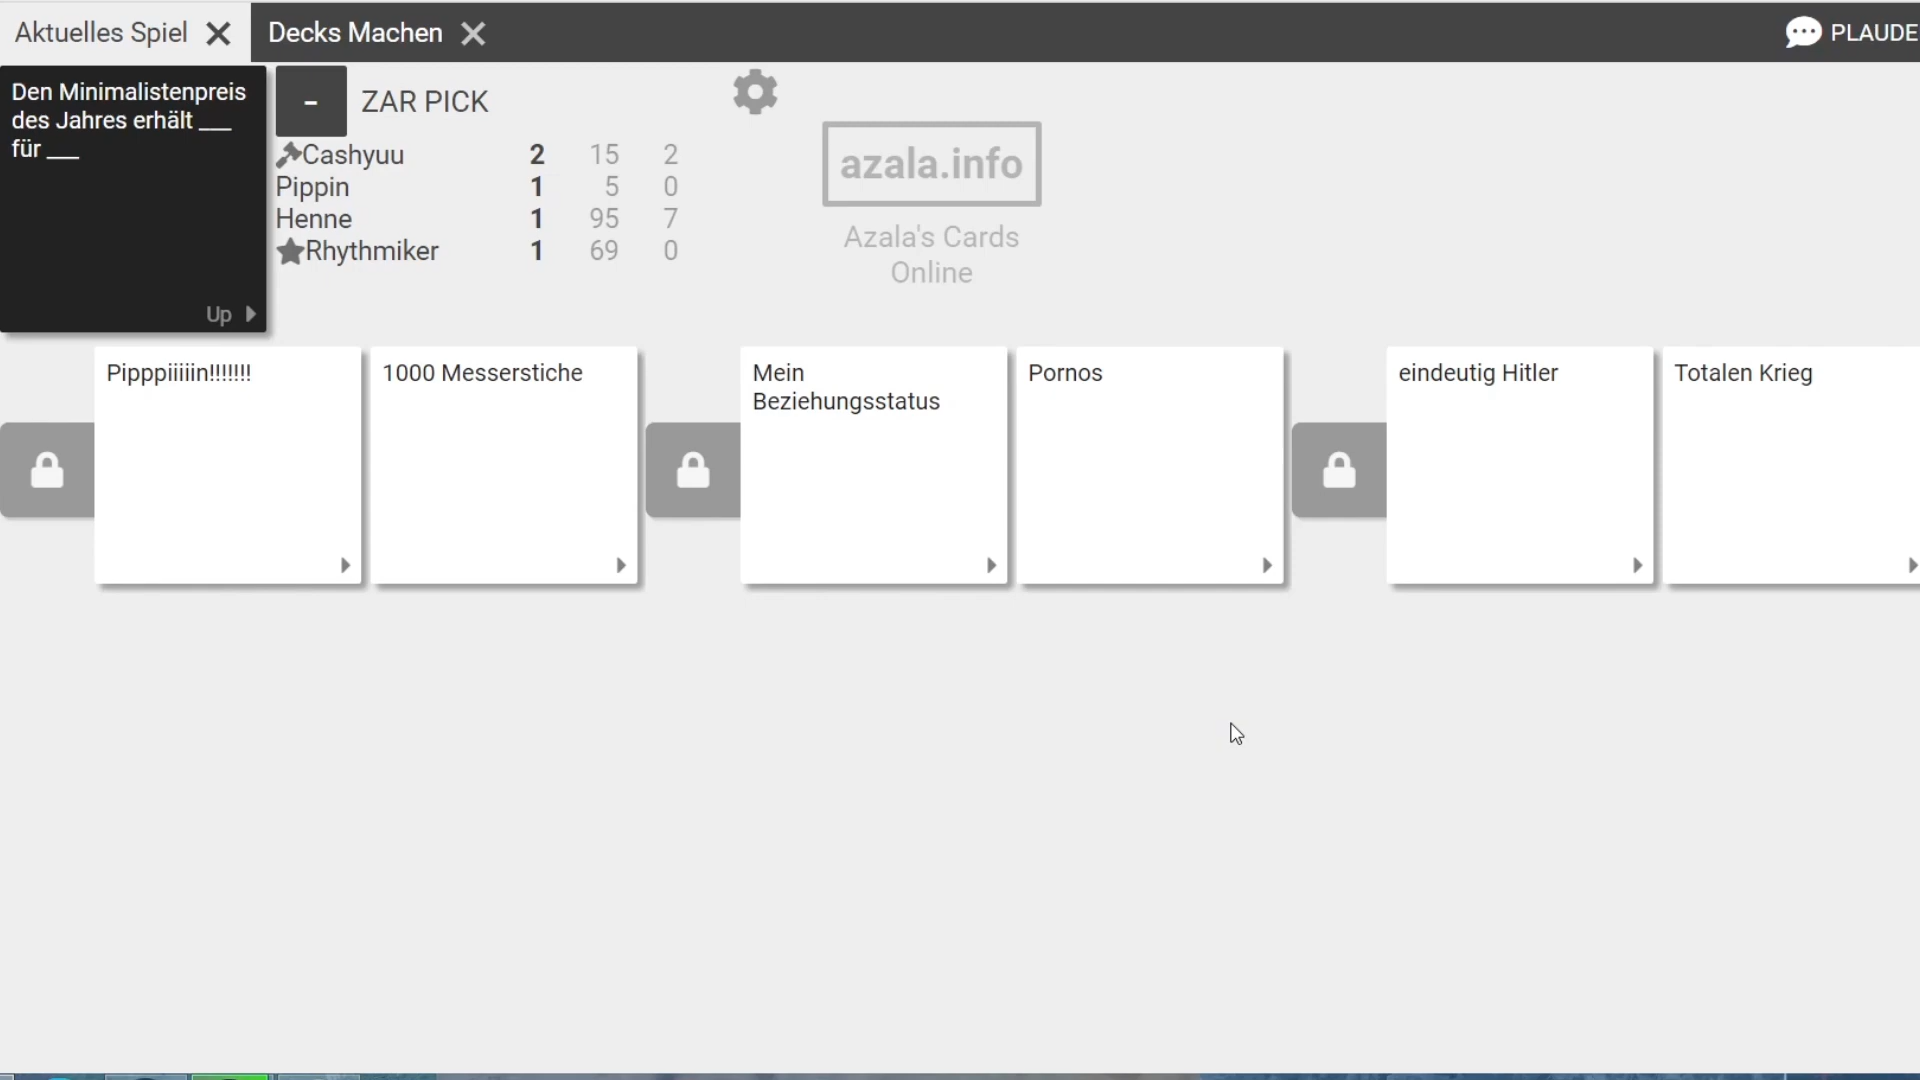 Aktuelles Spiel
Decks Machen
PLAUDE
Den Minimalistenpreis
des Jahres erhält ___
für ___
Up
-
ZAR PICK
Cashyuu 2 15 2
Pippin 1 5 0
Henne 1 95 7
Rhythmiker 1 69 0
azala.info
Azala's Cards
Online
Pipppiiiiin!!!!!!!
1000 Messerstiche
Mein
Beziehungsstatus
Pornos
eindeutig Hitler
Totalen Krieg